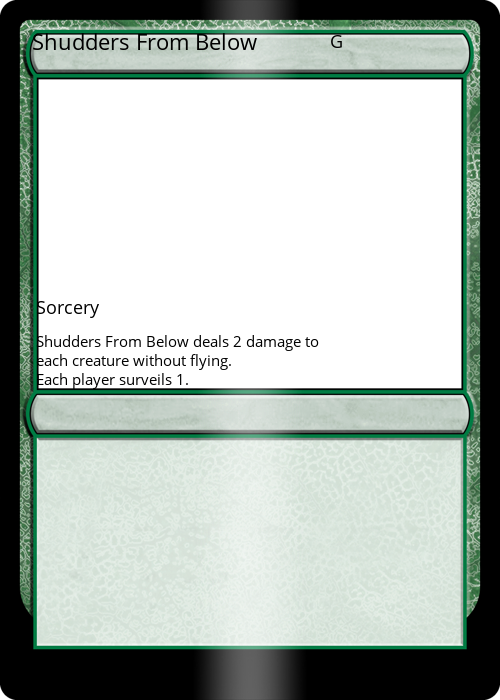 Shudders From Below G
Sorcery
Shudders From Below deals 2 damage to
each creature without flying.
Each player surveils 1.